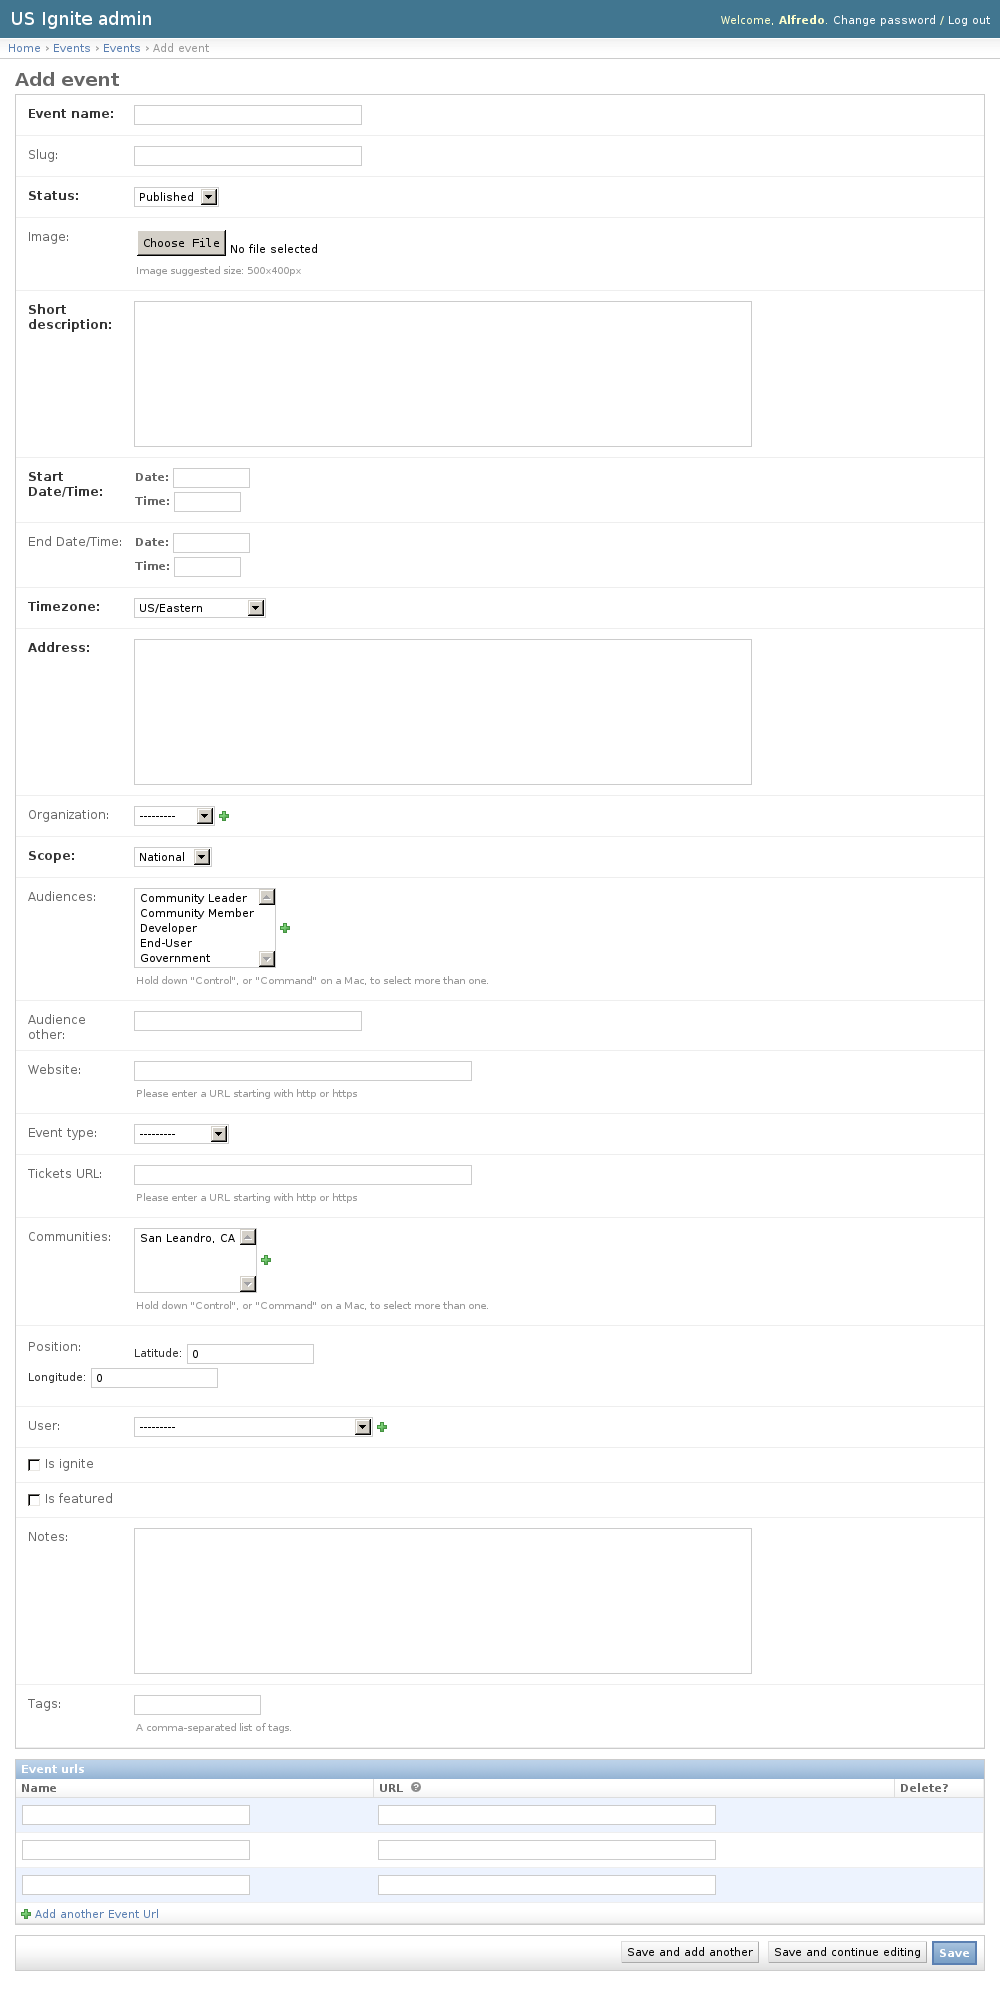 US Ignite admin
Welcome, Alfredo. Change password / Log out
Home › Events › Events › Add event
Add event
Event name:
Slug:
Status: Published
Image: Choose File No file selected
Image suggested size: 500x400px
Short
description:
Start Date: 
Date/Time:
Time:
End Date/Time: Date:
Time:
Timezone: US/Eastern
Address:
Organization: ---------
Scope: National
Audiences: Community Leader
Community Member
Developer
End-User
Government
Hold down "Control", or "Command" on a Mac, to select more than one.
Audience
other:
Website:
Please enter a URL starting with http or https
Event type: ---------
Tickets URL:
Please enter a URL starting with http or https
Communities: San Leandro, CA
Hold down "Control", or "Command" on a Mac, to select more than one.
Position: Latitude: 0
Longitude: 0
User: ---------
Is ignite
Is featured
Notes:
Tags:
A comma-separated list of tags.
Event urls
Name URL ? Delete?
Add another Event Url
Save and add another Save and continue editing Save